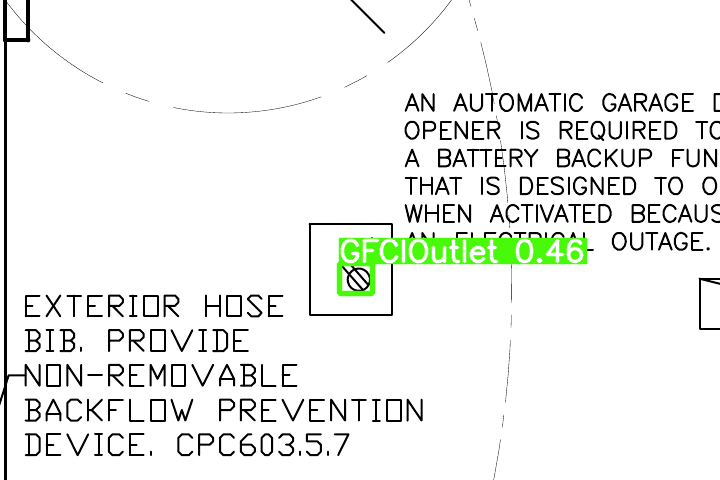 AN AUTOMATIC GARAGE
OPENER IS REQUIRED TO
A BATTERY BACKUP FUN
THAT IS DESIGNED TO O
WHEN ACTIVATED BECAUS
AN ELECTRICAL OUTAGE.
GFCIOutlet 0.46
EXTERIOR HOSE
BIB. PROVIDE
NON-REMOVABLE
BACKFLOW PREVENTION
DEVICE. CPC603.5.7